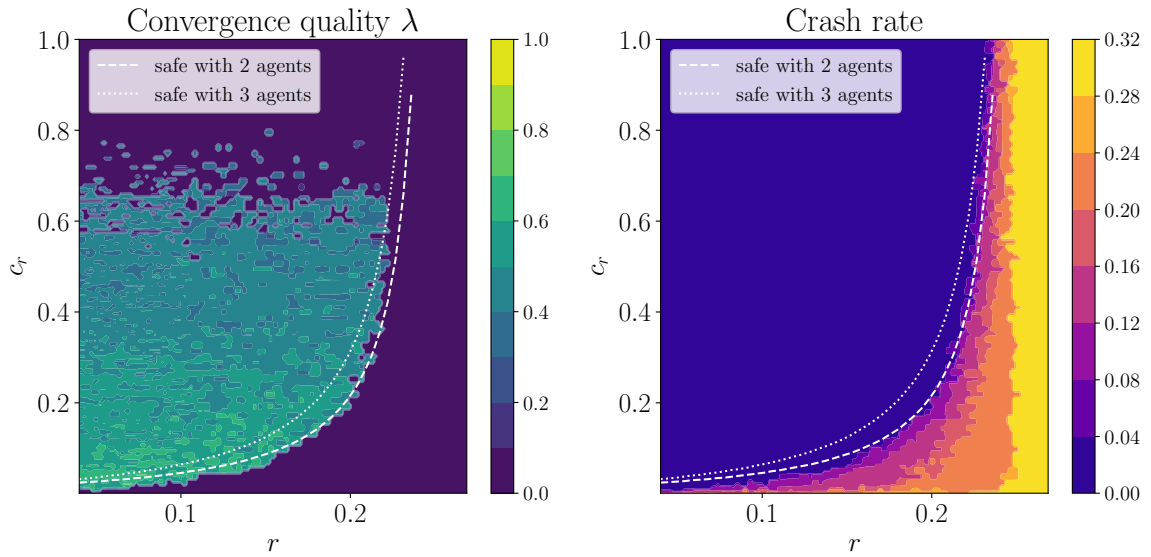 Convergence quality λ
1.0
0.8
0.6
0.4
0.2
c_r
safe with 2 agents
safe with 3 agents
0.1
0.2
r
1.0
0.8
0.6
0.4
0.2
0.0
Crash rate
1.0
0.8
0.6
0.4
0.2
c_r
safe with 2 agents
safe with 3 agents
0.1
0.2
r
0.32
0.28
0.24
0.20
0.16
0.12
0.08
0.04
0.00